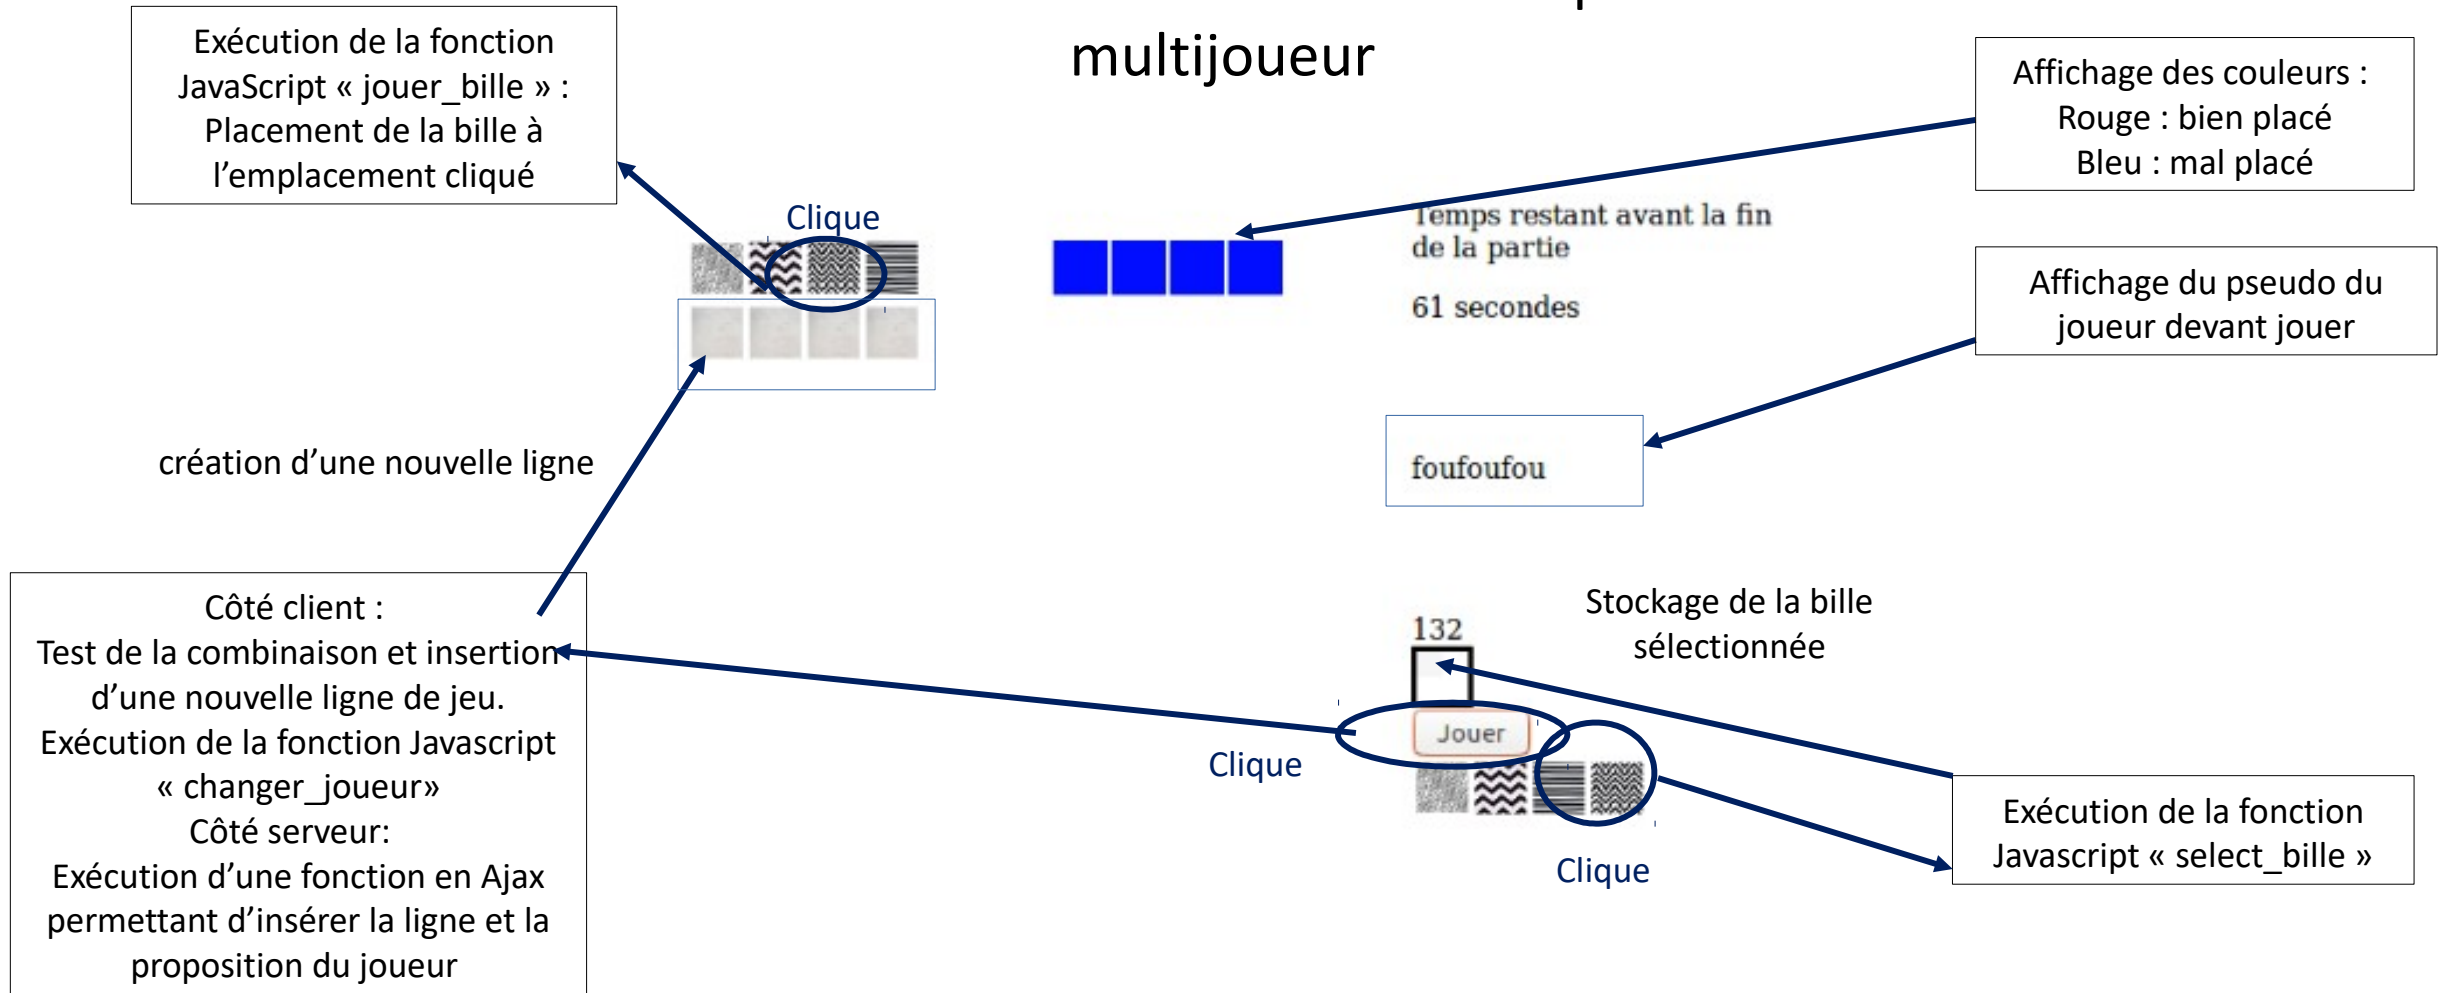 multijoueur
Exécution de la fonction
JavaScript « jouer_bille » :
Placement de la bille à
l’emplacement cliqué
Affichage des couleurs :
Rouge : bien placé
Bleu : mal placé
Clique
Temps restant avant la fin
de la partie
61 secondes
Affichage du pseudo du
joueur devant jouer
création d’une nouvelle ligne
foufoufou
Côté client :
Test de la combinaison et insertion
d’une nouvelle ligne de jeu.
Exécution de la fonction Javascript
« changer_joueur»
Côté serveur:
Exécution d’une fonction en Ajax
permettant d’insérer la ligne et la
proposition du joueur
Stockage de la bille
sélectionnée
132
Jouer
Clique
Clique
Exécution de la fonction
Javascript « select_bille »